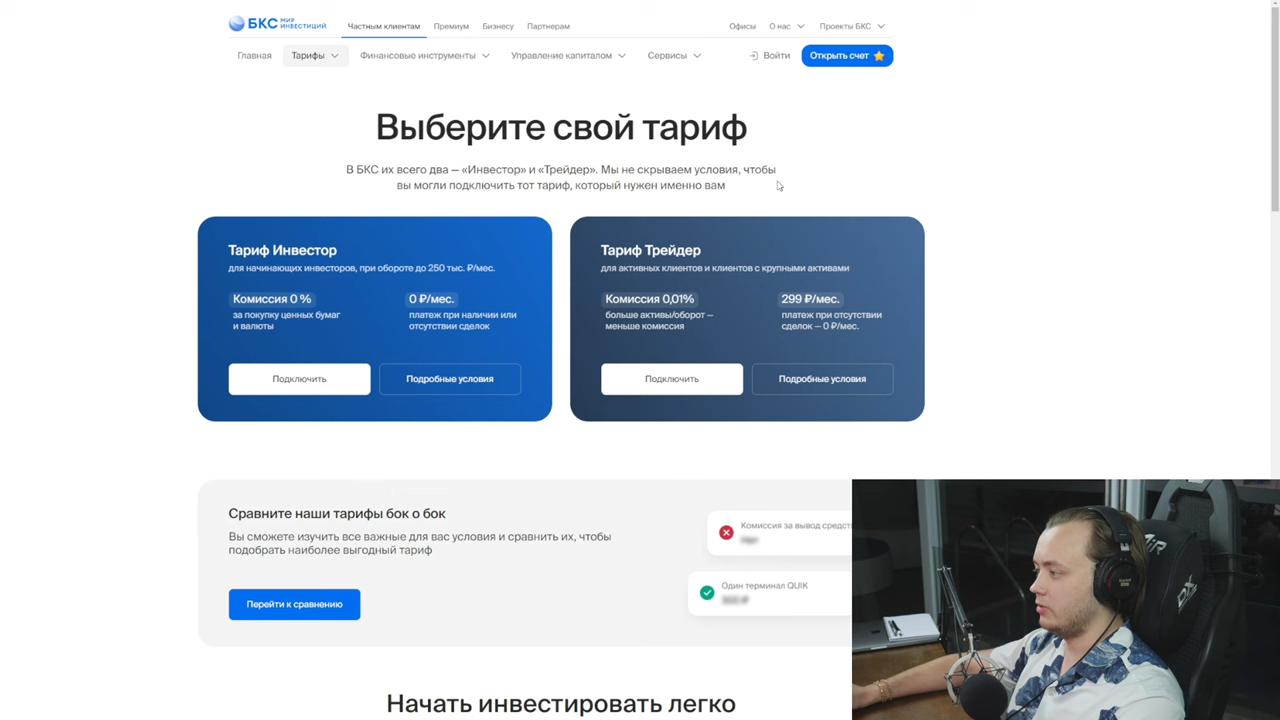 БКС МИР ИНВЕСТИЦИЙ
Частным клиентам Премиум Бизнесу Партнерам Офисы О нас Проекты БКС
Главная Тарифы Финансовые инструменты Управление капиталом Сервисы Войти Открыть счет
Выберите свой тариф
В БКС их всего два — «Инвестор» и «Трейдер». Мы не скрываем условия, чтобы
вы могли подключить тот тариф, который нужен именно вам
Тариф Инвестор
для начинающих инвесторов, при обороте до 250 тыс. ₽/мес.
Комиссия 0 %
за покупку ценных бумаг
и валюты
0 ₽/мес.
платеж при наличии или
отсутствии сделок
Подключить
Подробные условия
Тариф Трейдер
для активных клиентов и клиентов с крупными активами
Комиссия 0,01%
больше активы/оборот —
меньше комиссия
299 ₽/мес.
платеж при отсутствии
сделок — 0 ₽/мес.
Подключить
Подробные условия
Сравните наши тарифы бок о бок
Вы сможете изучить все важные для вас условия и сравнить их, чтобы
подобрать наиболее выгодный тариф
Перейти к сравнению
Комиссия за вывод средст
Один терминал QUIK
Начать инвестировать легко